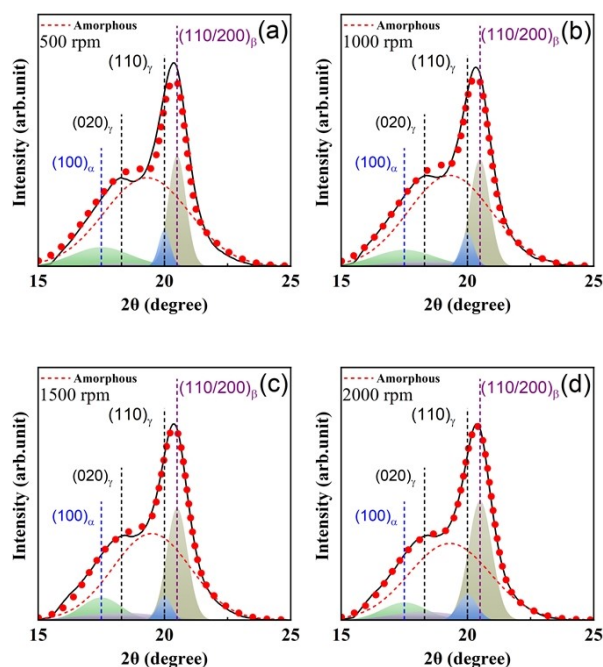 Amorphous
500 rpm
(a)
(110/200)β
(110)γ
(020)γ
(100)α
Intensity (arb.unit)
15 20 25
2θ (degree)
Amorphous
1000 rpm
(b)
(110/200)β
(110)γ
(020)γ
(100)α
Intensity (arb.unit)
15 20 25
2θ (degree)
Amorphous
1500 rpm
(c)
(110/200)β
(110)γ
(020)γ
(100)α
Intensity (arb.unit)
15 20 25
2θ (degree)
Amorphous
2000 rpm
(d)
(110/200)β
(110)γ
(020)γ
(100)α
Intensity (arb.unit)
15 20 25
2θ (degree)